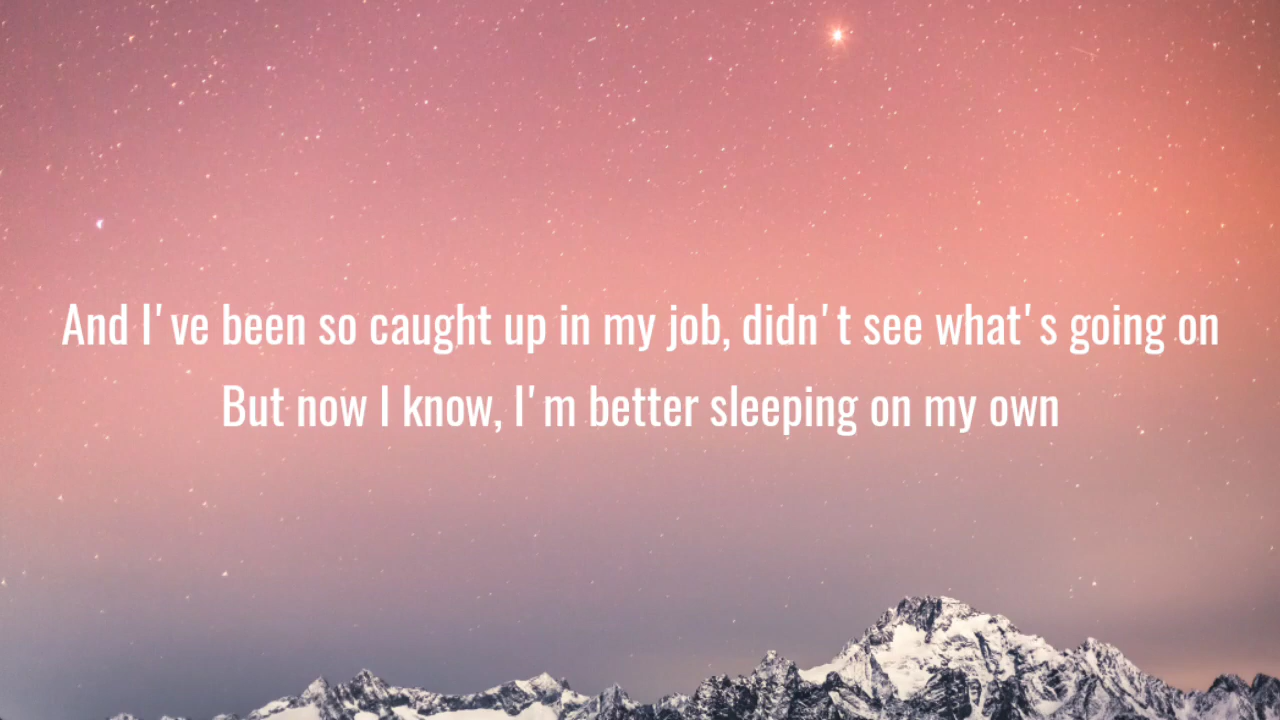 And I've been so caught up in my job, didn't see what's going on
But now I know, I'm better sleeping on my own